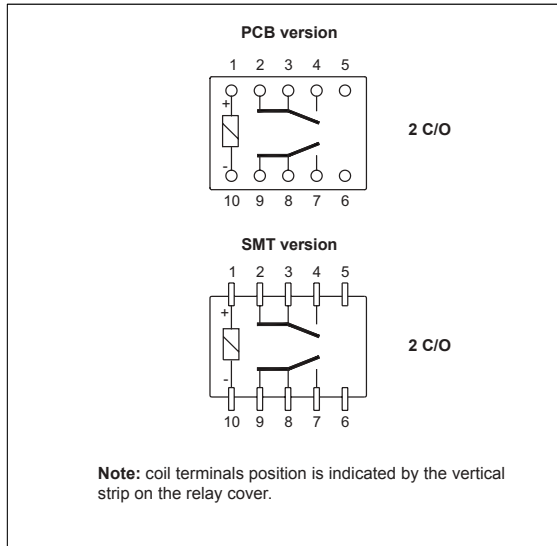 PCB version
1 2 3 4 5
+
2 C/O
-
10 9 8 7 6
SMT version
1 2 3 4 5
+
2 C/O
-
10 9 8 7 6
Note: coil terminals position is indicated by the vertical
strip on the relay cover.